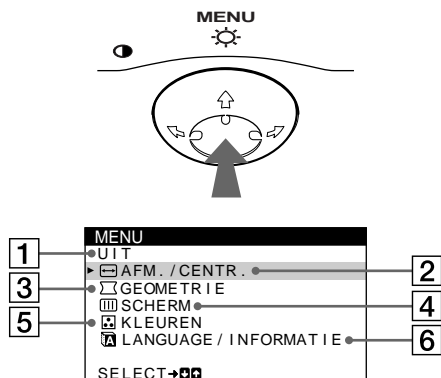 MENU
MENU
1 UIT
AFM./CENTR. 2
3 GEOMETRIE
SCHERM 4
5 KLEUREN
LANGUAGE/INFORMATIE 6
SELECT